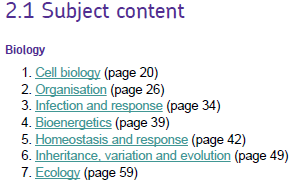 2.1 Subject content
Biology
1. Cell biology (page 20)
2. Organisation (page 26)
3. Infection and response (page 34)
4. Bioenergetics (page 39)
5. Homeostasis and response (page 42)
6. Inheritance, variation and evolution (page 49)
7. Ecology (page 59)